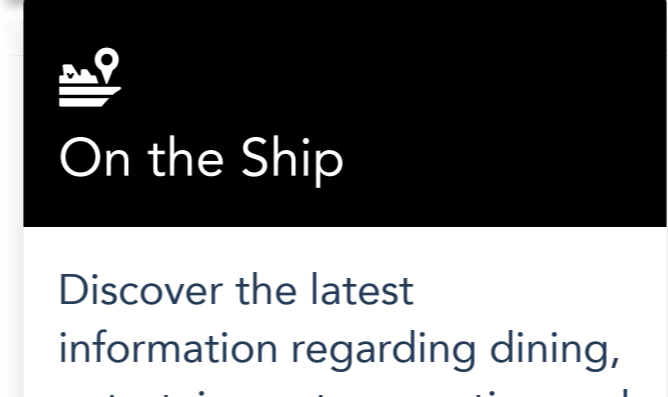 On the Ship
Discover the latest
information regarding dining,